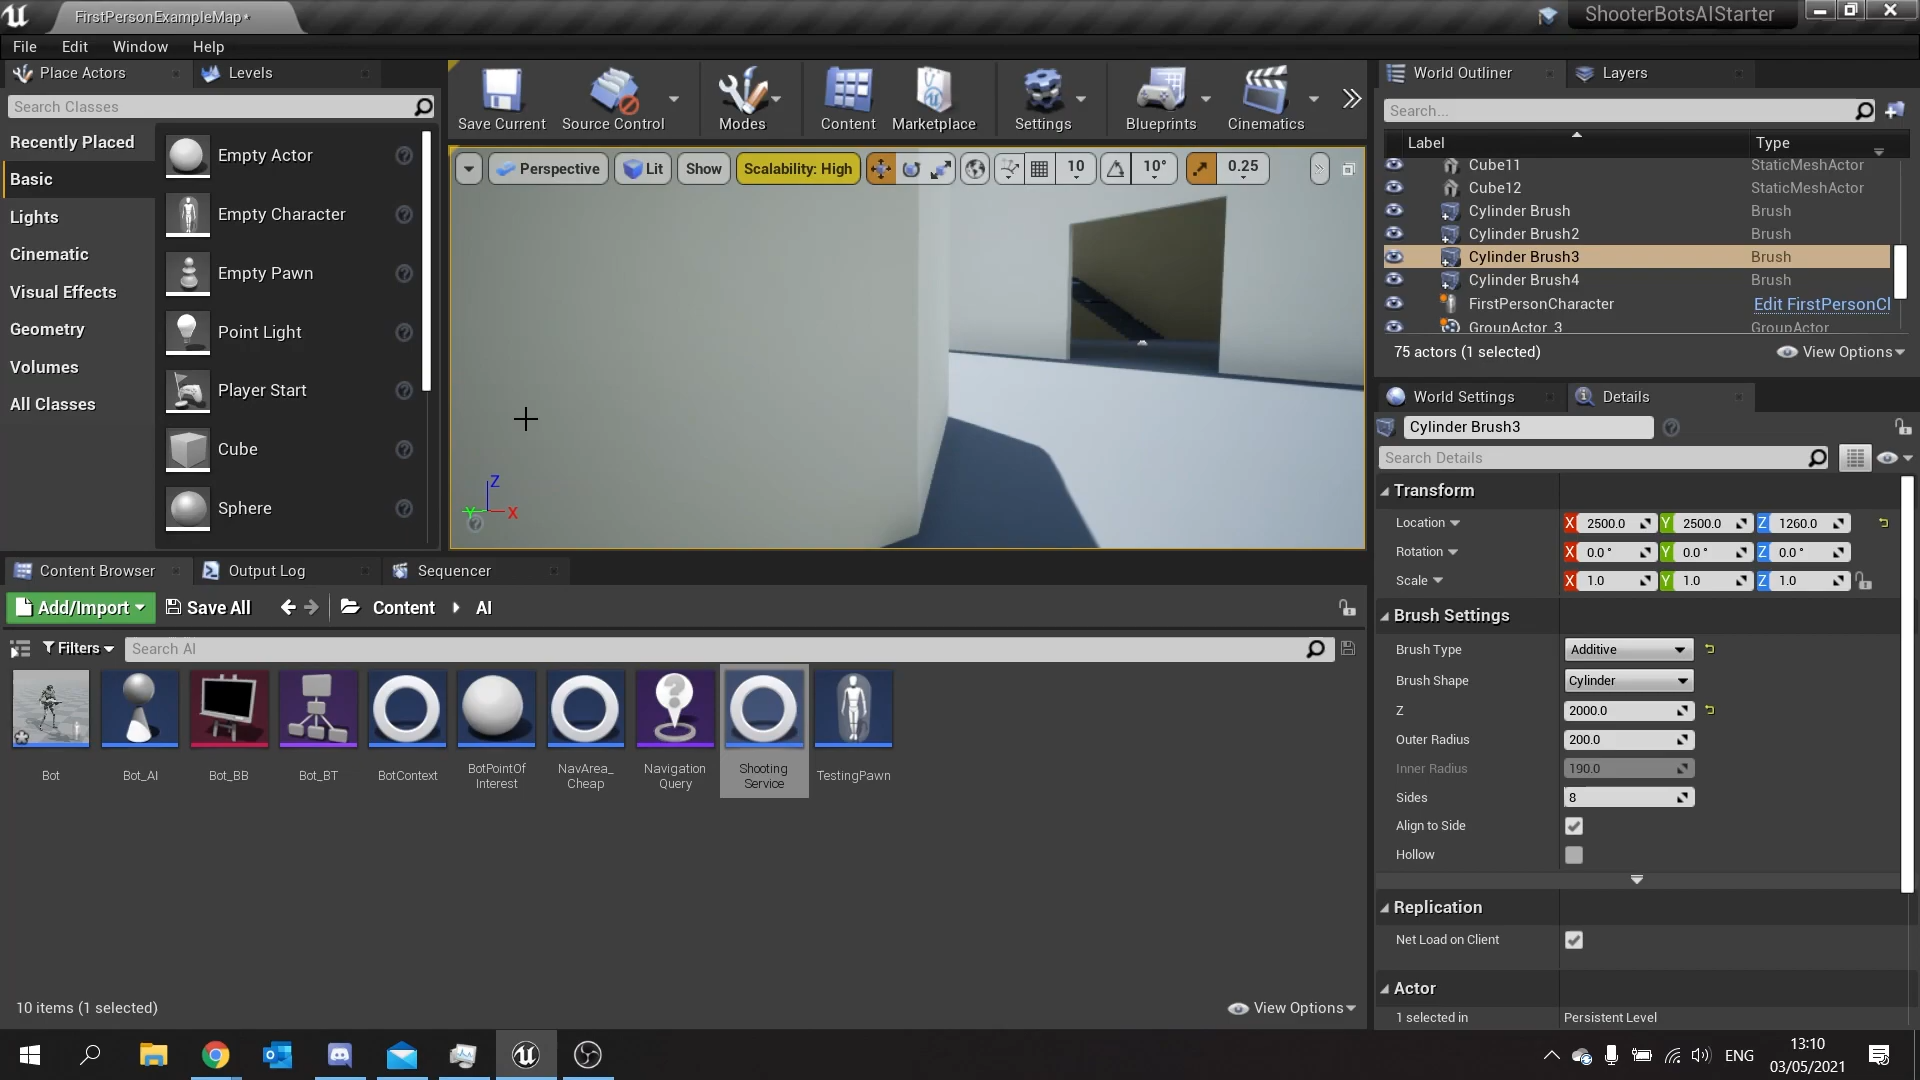 FirstPersonExampleMap*
ShooterBotsAIStarter
File Edit Window Help
Place Actors
Levels
Search Classes
Recently Placed
Basic
Lights
Cinematic
Visual Effects
Geometry
Volumes
All Classes
Empty Actor
Empty Character
Empty Pawn
Point Light
Player Start
Cube
Sphere
Save Current
Source Control
Modes
Content
Marketplace
Settings
Blueprints
Cinematics
Perspective
Lit
Show
Scalability: High
10
10°
0.25
Z
Y
X
World Outliner
Layers
Search...
Label Type
Cube11 StaticMeshActor
Cube12 StaticMeshActor
Cylinder Brush Brush
Cylinder Brush2 Brush
Cylinder Brush3 Brush
Cylinder Brush4 Brush
FirstPersonCharacter Edit FirstPersonCl
GroupActor_3 GroupActor
75 actors (1 selected)
View Options
World Settings
Details
Cylinder Brush3
Search Details
Transform
Location X 2500.0 Y 2500.0 Z 1260.0
Rotation X 0.0° Y 0.0° Z 0.0°
Scale X 1.0 Y 1.0 Z 1.0
Brush Settings
Brush Type Additive
Brush Shape Cylinder
Z 2000.0
Outer Radius 200.0
Inner Radius 190.0
Sides 8
Align to Side
Hollow
Replication
Net Load on Client
Actor
1 selected in Persistent Level
Content Browser
Output Log
Sequencer
Add/Import
Save All
Content
AI
Filters
Search AI
Bot
Bot_AI
Bot_BB
Bot_BT
BotContext
BotPointOf
Interest
NavArea_
Cheap
Navigation
Query
Shooting
Service
TestingPawn
10 items (1 selected)
View Options
ENG
13:10
03/05/2021